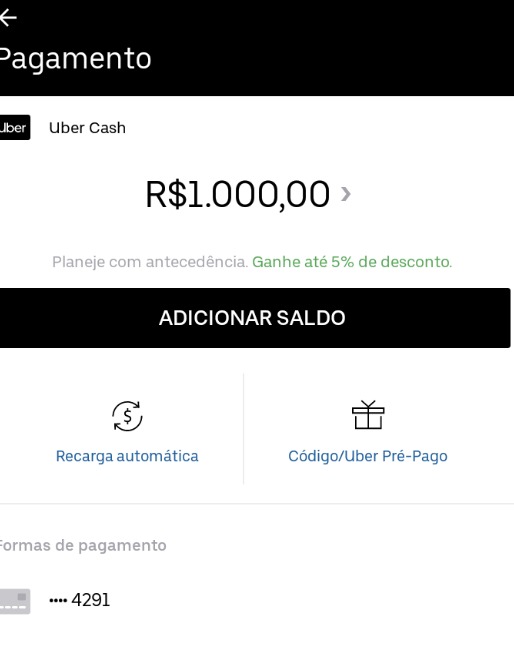 Pagamento
Uber Uber Cash
R$1.000,00
Planeje com antecedência. Ganhe até 5% de desconto.
ADICIONAR SALDO
Recarga automática
Código/Uber Pré-Pago
Formas de pagamento
•••• 4291